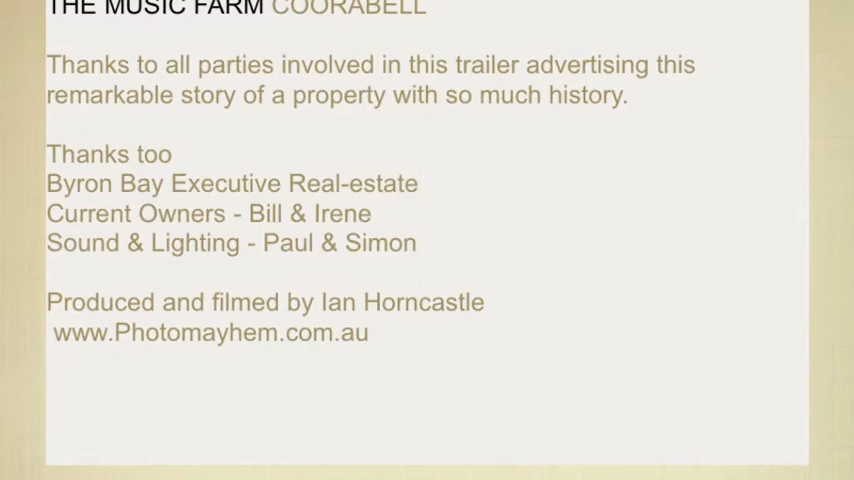 THE MUSIC FARM COORABELL
Thanks to all parties involved in this trailer advertising this
remarkable story of a property with so much history.
Thanks too
Byron Bay Executive Real-estate
Current Owners - Bill & Irene
Sound & Lighting - Paul & Simon
Produced and filmed by Ian Horncastle
www.Photomayhem.com.au